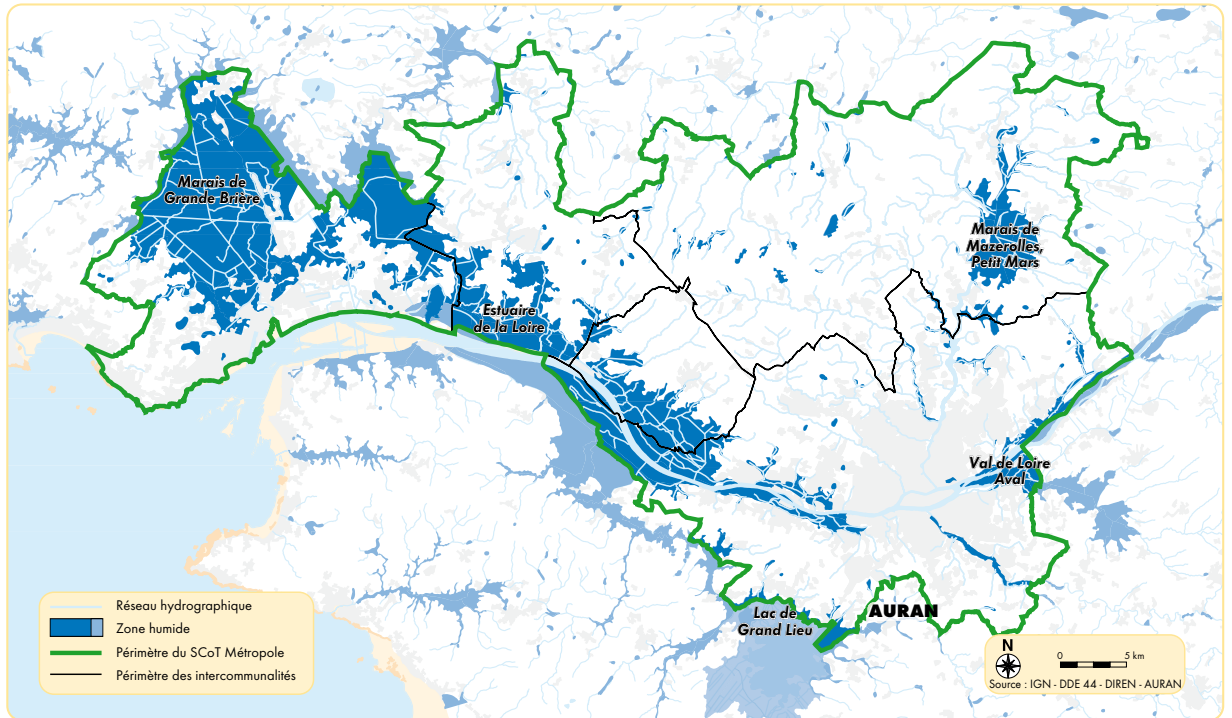 Marais de
Grande Brière
Marais de
Mazerolles,
Petit Mars
Estuaire
de la Loire
Val de Loire
Aval
Lac de
Grand Lieu
AURAN
Réseau hydrographique
Zone humide
Périmètre du SCoT Métropole
Périmètre des intercommunalités
N
0 5 km
Source : IGN - DDE 44 - DIREN - AURAN